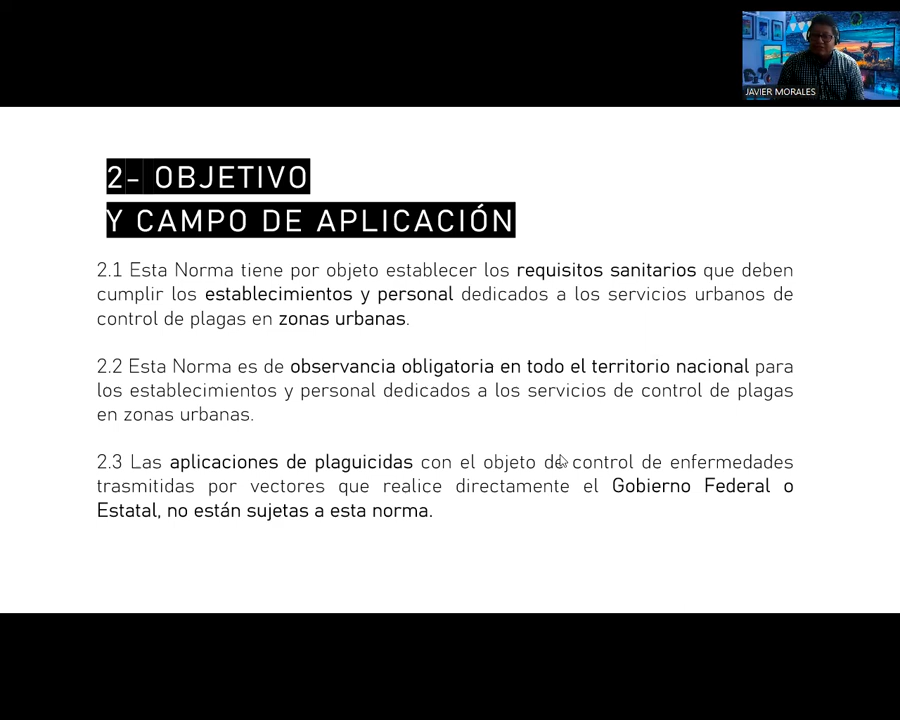 JAVIER MORALES
2- OBJETIVO
Y CAMPO DE APLICACIÓN
2.1 Esta Norma tiene por objeto establecer los requisitos sanitarios que deben
cumplir los establecimientos y personal dedicados a los servicios urbanos de
control de plagas en zonas urbanas.
2.2 Esta Norma es de observancia obligatoria en todo el territorio nacional para
los establecimientos y personal dedicados a los servicios de control de plagas
en zonas urbanas.
2.3 Las aplicaciones de plaguicidas con el objeto de control de enfermedades
trasmitidas por vectores que realice directamente el Gobierno Federal o
Estatal, no están sujetas a esta norma.